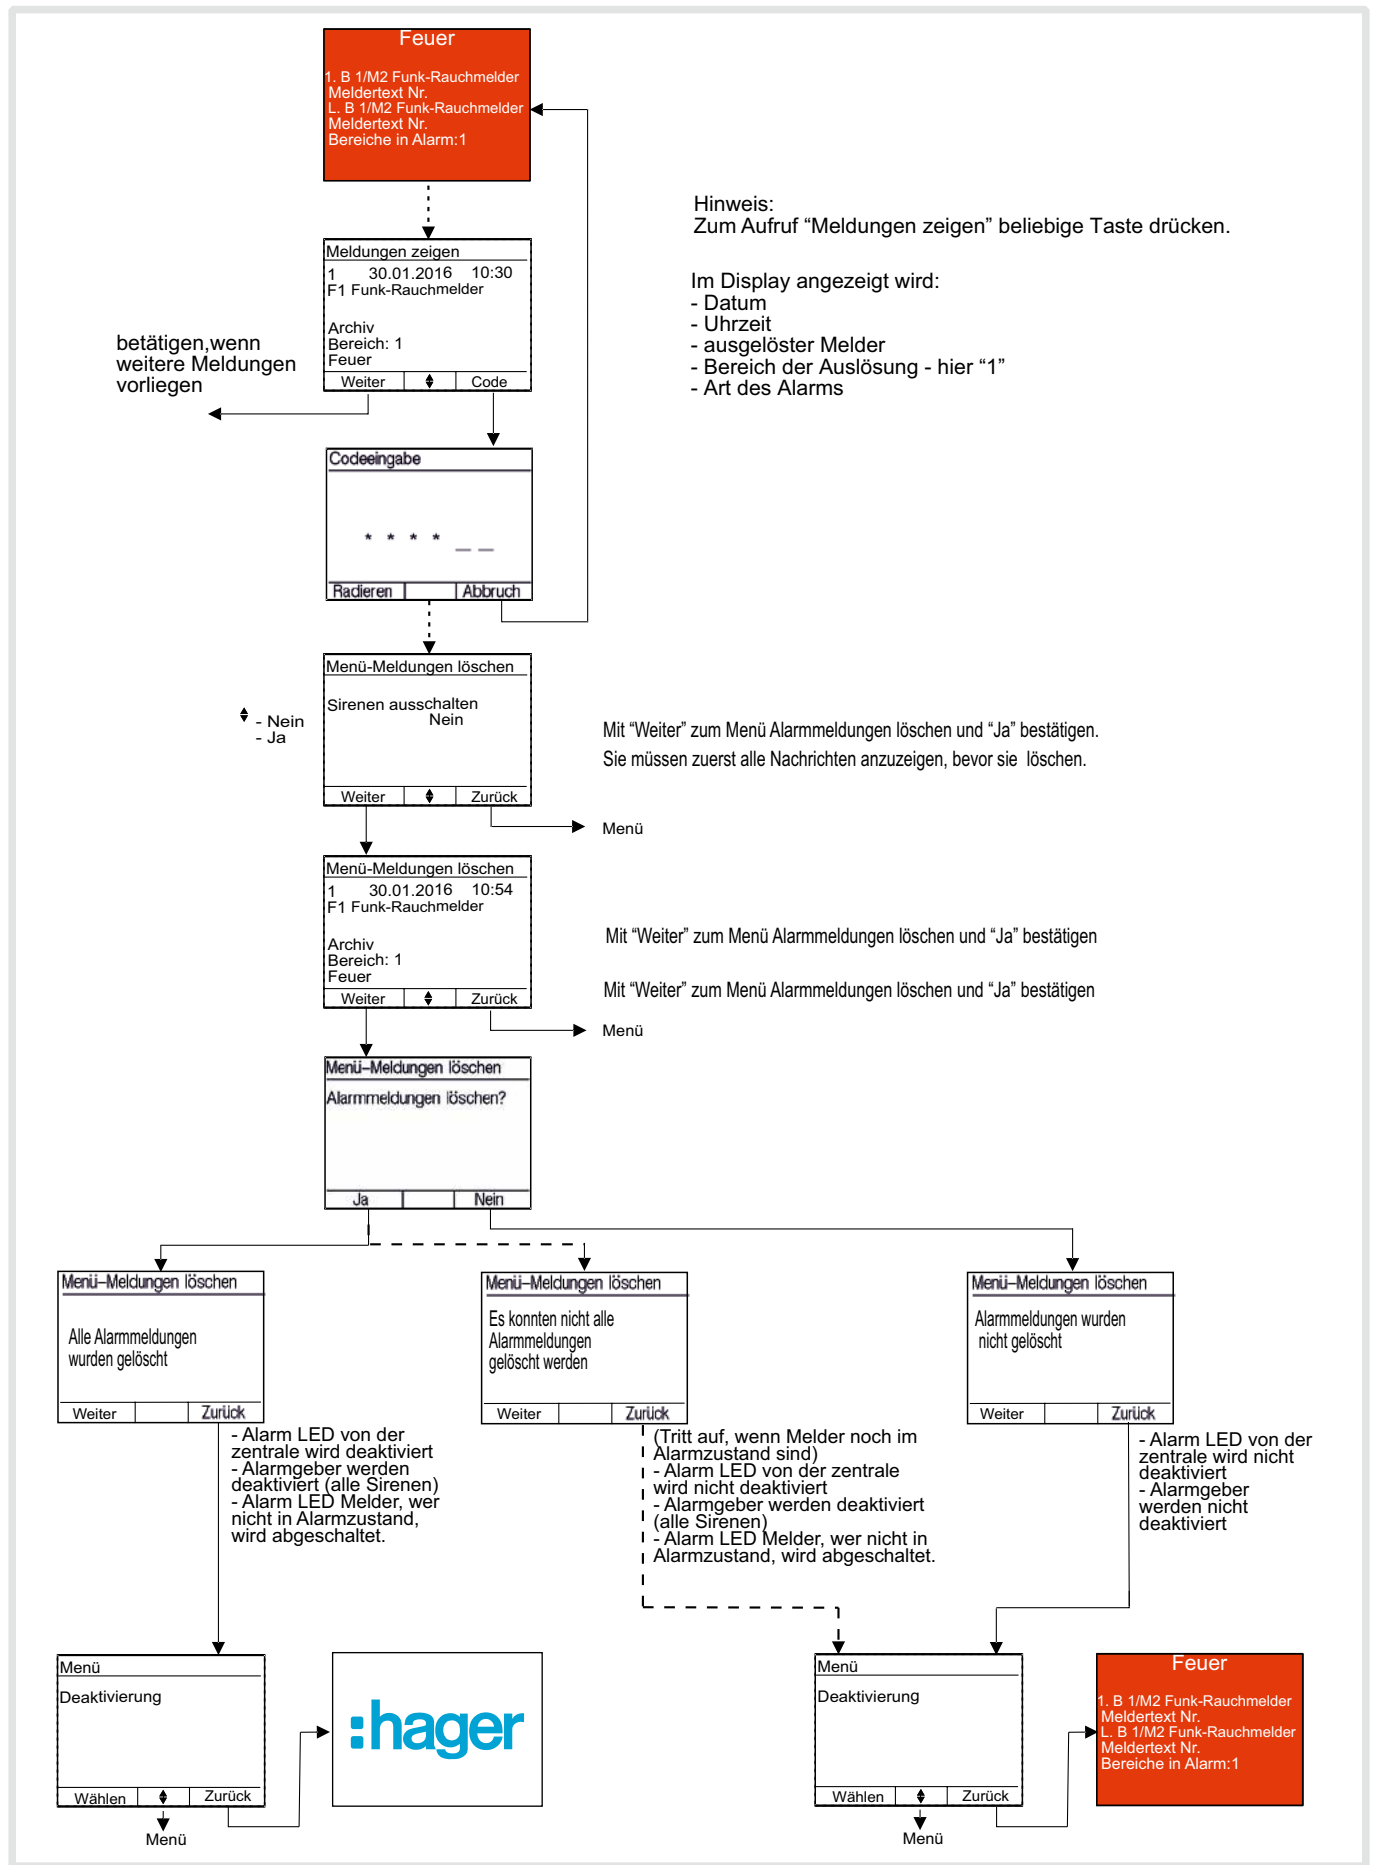 Feuer
1. B 1/M2 Funk-Rauchmelder
Meldertext Nr.
L. B 1/M2 Funk-Rauchmelder
Meldertext Nr.
Bereiche in Alarm:1
Hinweis:
Zum Aufruf “Meldungen zeigen” beliebige Taste drücken.
Im Display angezeigt wird:
- Datum
- Uhrzeit
- ausgelöster Melder
- Bereich der Auslösung - hier “1”
- Art des Alarms
Meldungen zeigen
1 30.01.2016 10:30
F1 Funk-Rauchmelder
Archiv
Bereich: 1
Feuer
Weiter Code
betätigen,wenn
weitere Meldungen
vorliegen
Codeeingabe
* * * * _ _
Radieren Abbruch
Menü-Meldungen löschen
Sirenen ausschalten
Nein
Weiter Zurück
- Nein
- Ja
Mit “Weiter” zum Menü Alarmmeldungen löschen und “Ja” bestätigen.
Sie müssen zuerst alle Nachrichten anzuzeigen, bevor sie löschen.
Menü
Menü-Meldungen löschen
1 30.01.2016 10:54
F1 Funk-Rauchmelder
Archiv
Bereich: 1
Feuer
Weiter Zurück
Mit “Weiter” zum Menü Alarmmeldungen löschen und “Ja” bestätigen
Mit “Weiter” zum Menü Alarmmeldungen löschen und “Ja” bestätigen
Menü
Menü–Meldungen löschen
Alarmmeldungen löschen?
Ja Nein
Menü–Meldungen löschen
Alle Alarmmeldungen
wurden gelöscht
Weiter Zurück
- Alarm LED von der
zentrale wird deaktiviert
- Alarmgeber werden
deaktiviert (alle Sirenen)
- Alarm LED Melder, wer
nicht in Alarmzustand,
wird abgeschaltet.
Menü–Meldungen löschen
Es konnten nicht alle
Alarmmeldungen
gelöscht werden
Weiter Zurück
(Tritt auf, wenn Melder noch im
Alarmzustand sind)
- Alarm LED von der zentrale
wird nicht deaktiviert
- Alarmgeber werden deaktiviert
(alle Sirenen)
- Alarm LED Melder, wer nicht in
Alarmzustand, wird abgeschaltet.
Menü–Meldungen löschen
Alarmmeldungen wurden
nicht gelöscht
Weiter Zurück
- Alarm LED von der
zentrale wird nicht
deaktiviert
- Alarmgeber
werden nicht
deaktiviert
Menü
Deaktivierung
Wählen Zurück
Menü
:hager
Menü
Deaktivierung
Wählen Zurück
Menü
Feuer
1. B 1/M2 Funk-Rauchmelder
Meldertext Nr.
L. B 1/M2 Funk-Rauchmelder
Meldertext Nr.
Bereiche in Alarm:1